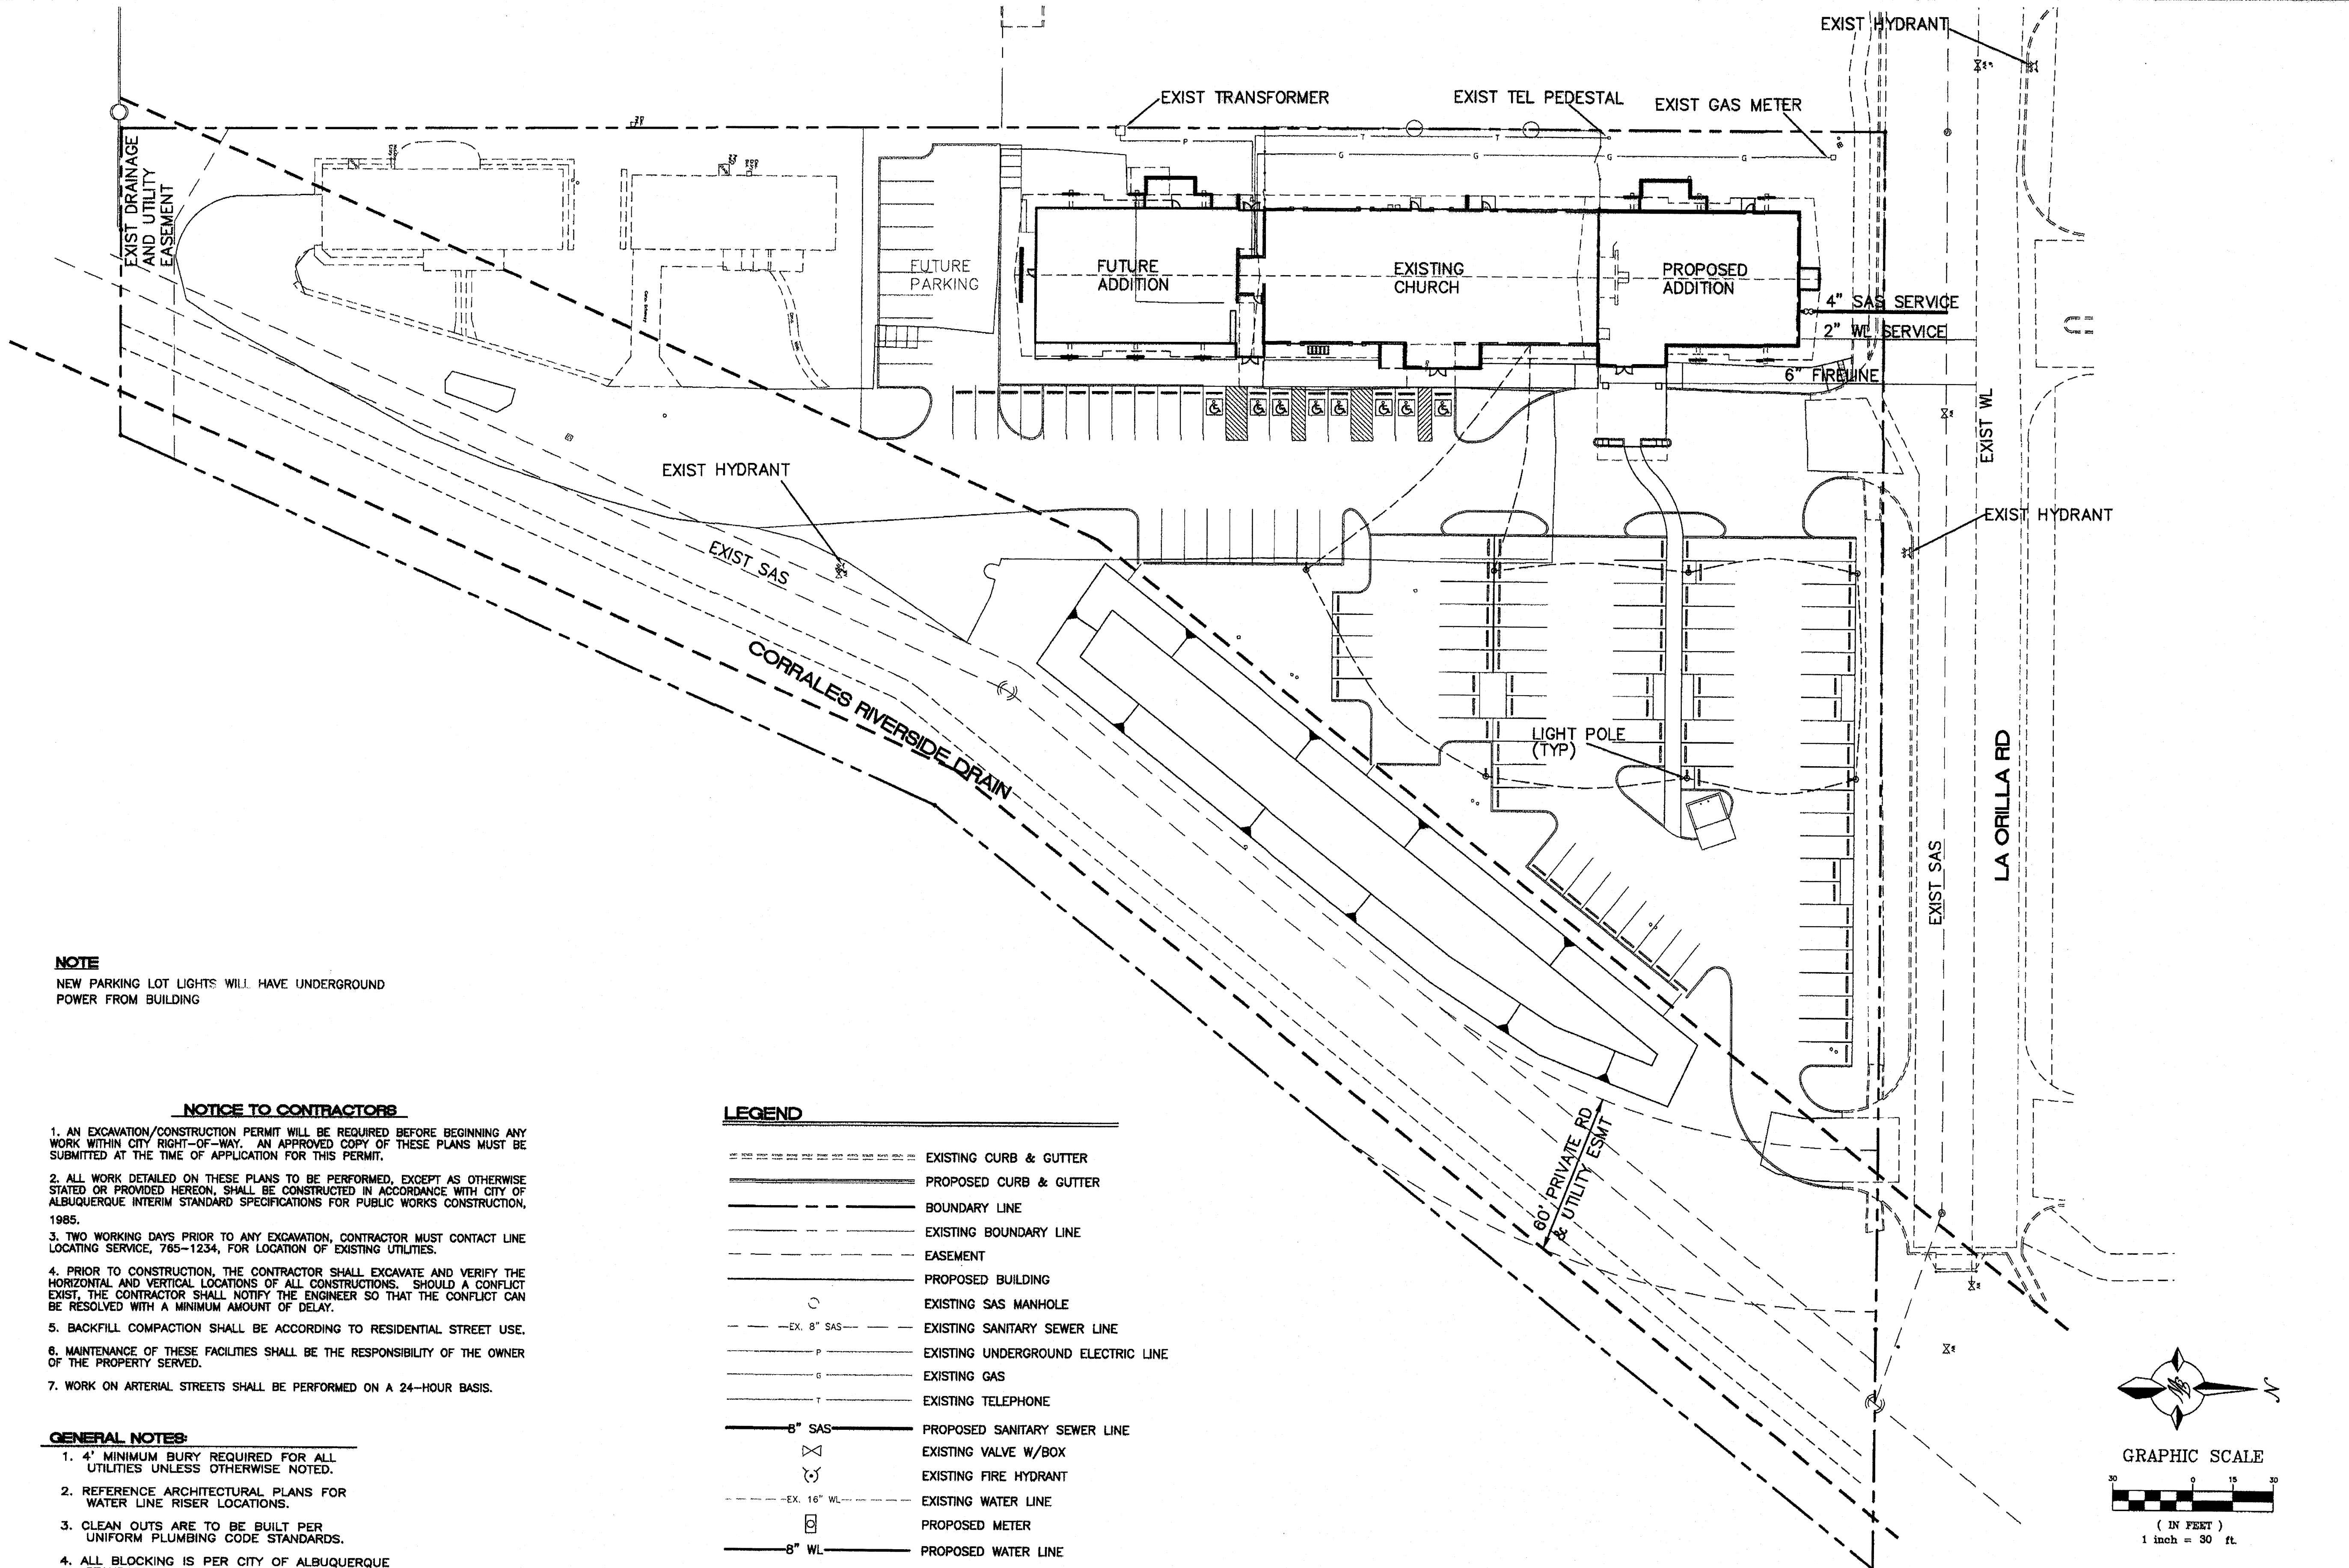 EXIST HYDRANT
EXIST TRANSFORMER
EXIST TEL PEDESTAL
EXIST GAS METER
EXIST DRAINAGE
AND UTILITY
EASEMENT
P
T
T
G
G
G
G
FUTURE
PARKING
FUTURE
ADDITION
EXISTING
CHURCH
PROPOSED
ADDITION
4" SAS SERVICE
2" WL SERVICE
6" FIRELINE
EXIST WL
EXIST HYDRANT
EXIST HYDRANT
EXIST SAS
CORRALES RIVERSIDE DRAIN
LIGHT POLE
(TYP)
LA ORILLA RD
EXIST SAS
60' PRIVATE RD
& UTILITY ESMT
NOTE
NEW PARKING LOT LIGHTS WILL HAVE UNDERGROUND
POWER FROM BUILDING
NOTICE TO CONTRACTORS
1. AN EXCAVATION/CONSTRUCTION PERMIT WILL BE REQUIRED BEFORE BEGINNING ANY
WORK WITHIN CITY RIGHT-OF-WAY. AN APPROVED COPY OF THESE PLANS MUST BE
SUBMITTED AT THE TIME OF APPLICATION FOR THIS PERMIT.
2. ALL WORK DETAILED ON THESE PLANS TO BE PERFORMED, EXCEPT AS OTHERWISE
STATED OR PROVIDED HEREON, SHALL BE CONSTRUCTED IN ACCORDANCE WITH CITY OF
ALBUQUERQUE INTERIM STANDARD SPECIFICATIONS FOR PUBLIC WORKS CONSTRUCTION,
1985.
3. TWO WORKING DAYS PRIOR TO ANY EXCAVATION, CONTRACTOR MUST CONTACT LINE
LOCATING SERVICE, 765-1234, FOR LOCATION OF EXISTING UTILITIES.
4. PRIOR TO CONSTRUCTION, THE CONTRACTOR SHALL EXCAVATE AND VERIFY THE
HORIZONTAL AND VERTICAL LOCATIONS OF ALL CONSTRUCTIONS. SHOULD A CONFLICT
EXIST, THE CONTRACTOR SHALL NOTIFY THE ENGINEER SO THAT THE CONFLICT CAN
BE RESOLVED WITH A MINIMUM AMOUNT OF DELAY.
5. BACKFILL COMPACTION SHALL BE ACCORDING TO RESIDENTIAL STREET USE.
6. MAINTENANCE OF THESE FACILITIES SHALL BE THE RESPONSIBILITY OF THE OWNER
OF THE PROPERTY SERVED.
7. WORK ON ARTERIAL STREETS SHALL BE PERFORMED ON A 24-HOUR BASIS.
GENERAL NOTES:
1. 4' MINIMUM BURY REQUIRED FOR ALL
UTILITIES UNLESS OTHERWISE NOTED.
2. REFERENCE ARCHITECTURAL PLANS FOR
WATER LINE RISER LOCATIONS.
3. CLEAN OUTS ARE TO BE BUILT PER
UNIFORM PLUMBING CODE STANDARDS.
4. ALL BLOCKING IS PER CITY OF ALBUQUERQUE
LEGEND
EXISTING CURB & GUTTER
PROPOSED CURB & GUTTER
BOUNDARY LINE
EXISTING BOUNDARY LINE
EASEMENT
PROPOSED BUILDING
EXISTING SAS MANHOLE
EX. 8" SAS EXISTING SANITARY SEWER LINE
P EXISTING UNDERGROUND ELECTRIC LINE
G EXISTING GAS
T EXISTING TELEPHONE
8" SAS PROPOSED SANITARY SEWER LINE
EXISTING VALVE W/BOX
EXISTING FIRE HYDRANT
EX. 16" WL EXISTING WATER LINE
PROPOSED METER
8" WL PROPOSED WATER LINE
N
GRAPHIC SCALE
30 0 15 30
( IN FEET )
1 inch = 30 ft.